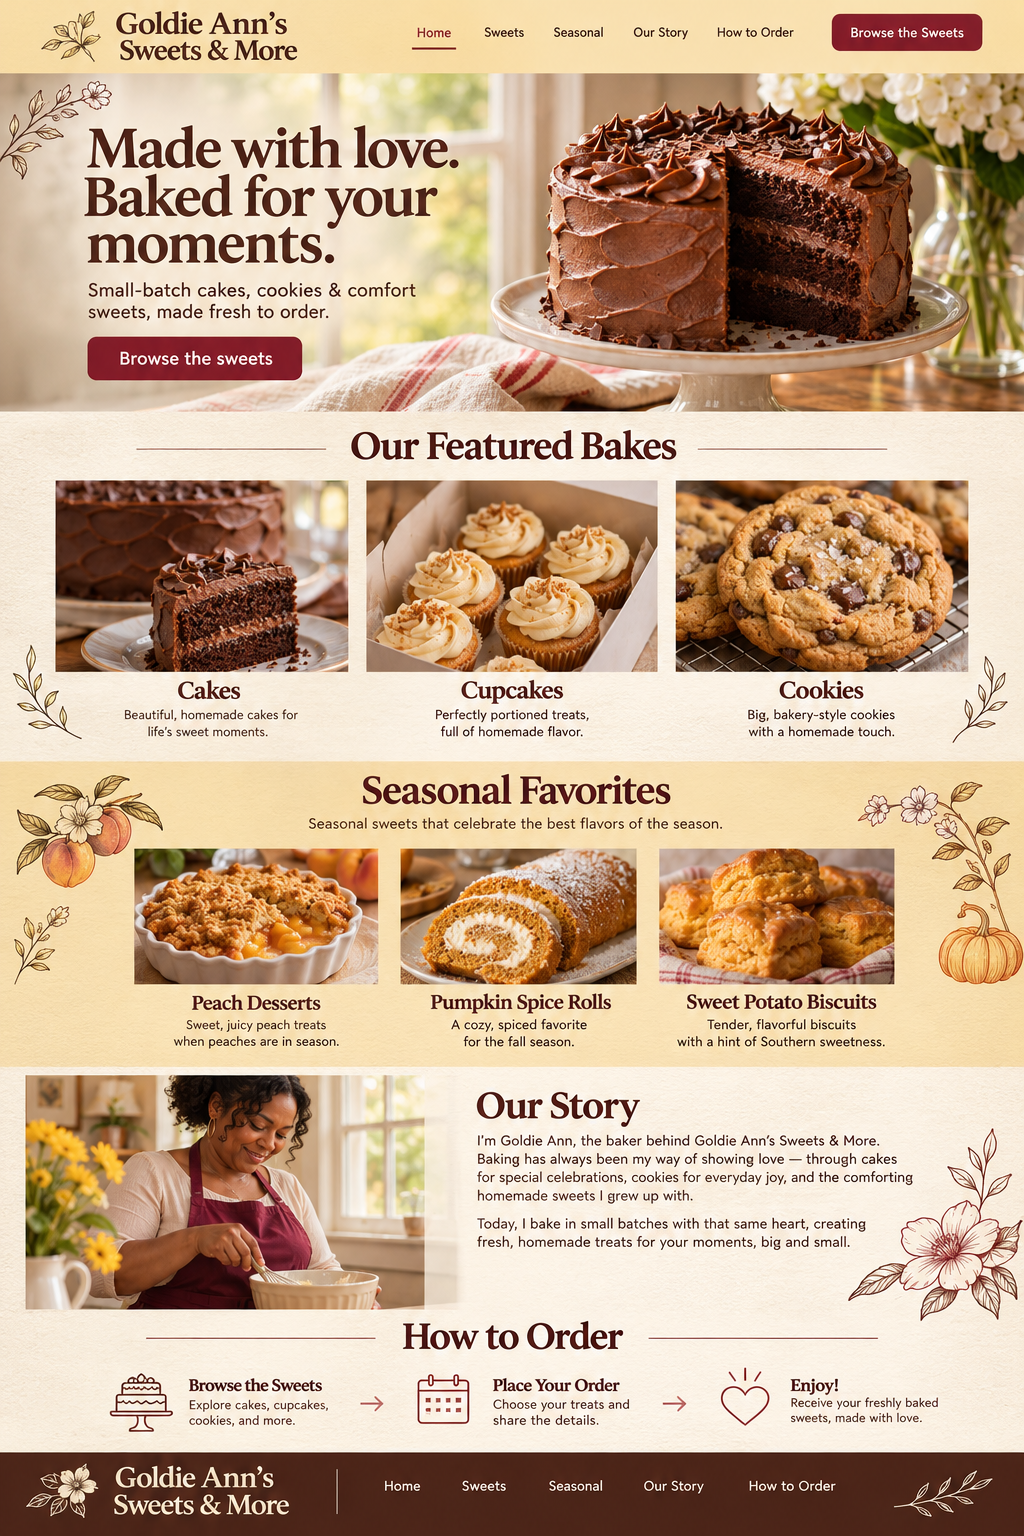 Goldie Ann's
Sweets & More
Home
Sweets
Seasonal
Our Story
How to Order
Browse the Sweets
Made with love.
Baked for your
moments.
Small-batch cakes, cookies & comfort
sweets, made fresh to order.
Browse the sweets
Our Featured Bakes
Cakes
Beautiful, homemade cakes for
life's sweet moments.
Cupcakes
Perfectly portioned treats,
full of homemade flavor.
Cookies
Big, bakery-style cookies
with a homemade touch.
Seasonal Favorites
Seasonal sweets that celebrate the best flavors of the season.
Peach Desserts
Sweet, juicy peach treats
when peaches are in season.
Pumpkin Spice Rolls
A cozy, spiced favorite
for the fall season.
Sweet Potato Biscuits
Tender, flavorful biscuits
with a hint of Southern sweetness.
Our Story
I'm Goldie Ann, the baker behind Goldie Ann's Sweets & More.
Baking has always been my way of showing love — through cakes
for special celebrations, cookies for everyday joy, and the comforting
homemade sweets I grew up with.
Today, I bake in small batches with that same heart, creating
fresh, homemade treats for your moments, big and small.
How to Order
Browse the Sweets
Explore cakes, cupcakes,
cookies, and more.
Place Your Order
Choose your treats and
share the details.
Enjoy!
Receive your freshly baked
sweets, made with love.
Goldie Ann's
Sweets & More
Home
Sweets
Seasonal
Our Story
How to Order